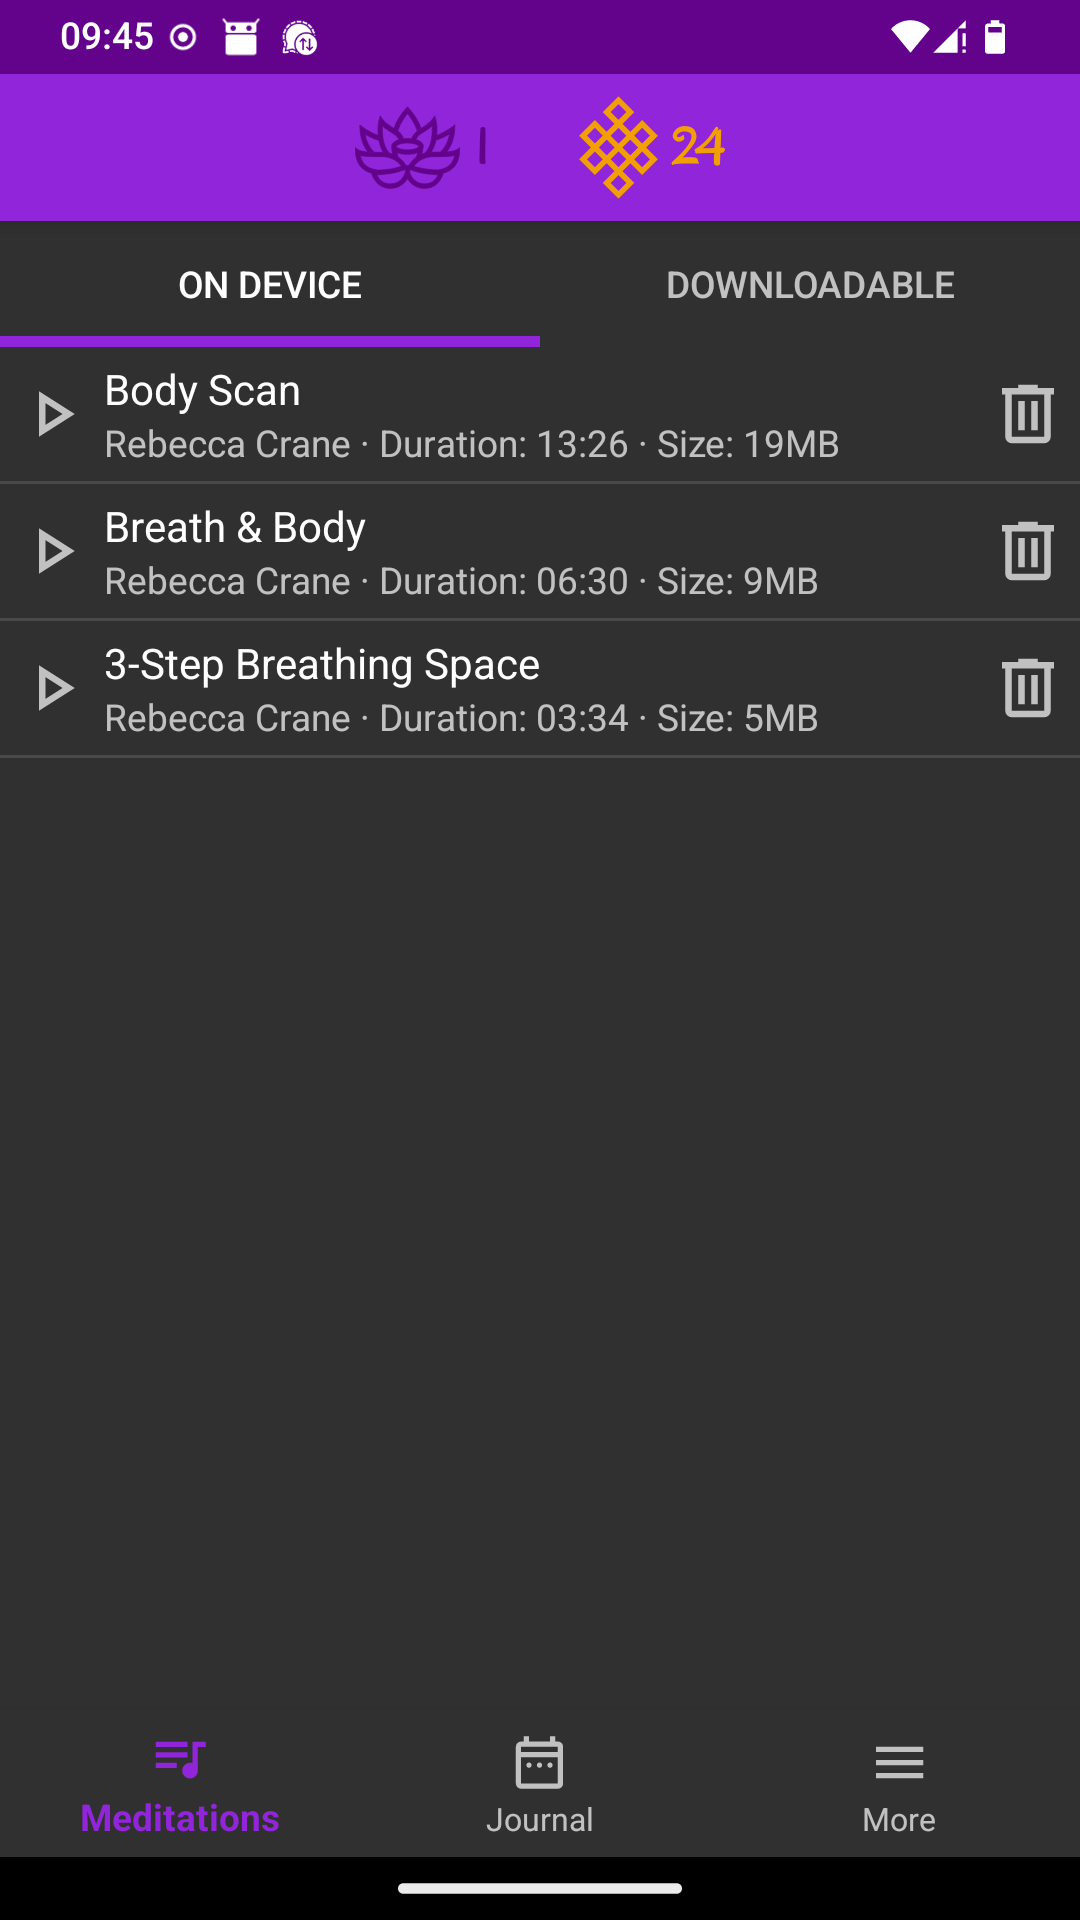 09:45
1 24
ON DEVICE DOWNLOADABLE
Body Scan
Rebecca Crane · Duration: 13:26 · Size: 19MB
Breath & Body
Rebecca Crane · Duration: 06:30 · Size: 9MB
3-Step Breathing Space
Rebecca Crane · Duration: 03:34 · Size: 5MB
Meditations Journal More